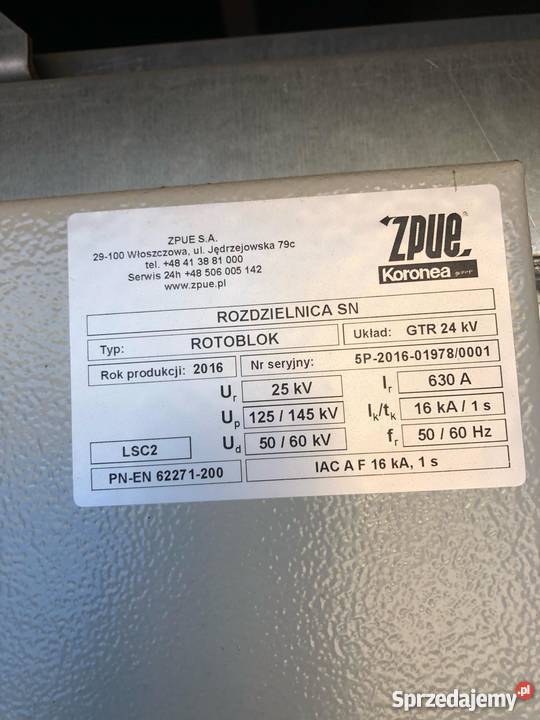 ZPUE S.A.
29-100 Włoszczowa, ul. Jędrzejowska 79c
tel. +48 41 38 81 000
Serwis 24h +48 506 005 142
www.zpue.pl
ZPUE
Koronea
ROZDZIELNICA SN
Typ: ROTOBLOK Układ: GTR 24 kV
Rok produkcji: 2016 Nr seryjny: 5P-2016-01978/0001
Ur 25 kV Ir 630 A
Up 125 / 145 kV Ik/tk 16 kA / 1 s
LSC2 Ud 50 / 60 kV fr 50 / 60 Hz
PN-EN 62271-200 IAC A F 16 kA, 1 s
Sprzedajemy.pl